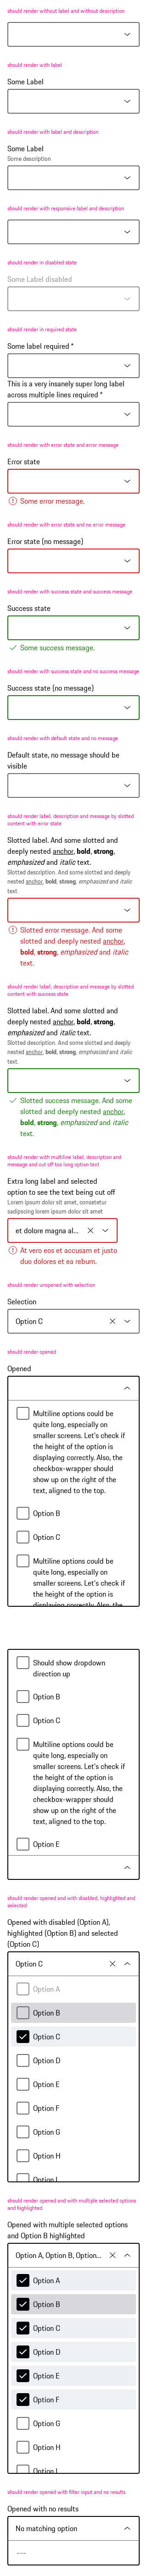 should render without label and without description
should render with label
Some Label
should render with label and description
Some Label
Some description
should render with responsive label and description
should render in disabled state
Some Label disabled
should render in required state
Some label required *
This is a very insanely super long label
across multiple lines required *
should render with error state and error message
Error state
Some error message.
should render with error state and no error message
Error state (no message)
should render with success state and success message
Success state
Some success message.
should render with success state and no success message
Success state (no message)
should render with default state and no message
Default state, no message should be
visible
should render with label, description and message by slotted
content with error state
Slotted label. And some slotted and
deeply nested anchor, bold, strong,
emphasized and italic text.
Slotted description. And some slotted and deeply
nested anchor, bold, strong, emphasized and italic
text.
Slotted error message. And some
slotted and deeply nested anchor,
bold, strong, emphasized and italic
text.
should render with label, description and message by slotted
content with success state
Slotted label. And some slotted and
deeply nested anchor, bold, strong,
emphasized and italic text.
Slotted description. And some slotted and deeply
nested anchor, bold, strong, emphasized and italic
text.
Slotted success message. And some
slotted and deeply nested anchor,
bold, strong, emphasized and italic
text.
should render with multiline label, description and
message and cut off too long option text
Extra long label and selected
option to see the text being cut off
Lorem ipsum dolor sit amet, consetetur
sadipscing lorem ipsum dolor sit amet
et dolore magna al...
At vero eos et accusam et justo
duo dolores et ea rebum.
should render unopened with selection
Selection
Option C
should render opened
Opened
Multiline options could be
quite long, especially on
smaller screens. Let's check if
the height of the option is
displaying correctly. Also, the
checkbox-wrapper should
show up on the right of the
text, aligned to the top.
Option B
Option C
Multiline options could be
quite long, especially on
smaller screens. Let's check if
the height of the option is
displaying correctly. Also, the
Should show dropdown
direction up
Option B
Option C
Multiline options could be
quite long, especially on
smaller screens. Let's check if
the height of the option is
displaying correctly. Also, the
checkbox-wrapper should
show up on the right of the
text, aligned to the top.
Option E
should render opened and with disabled, highlighted and
selected
Opened with disabled (Option A),
highlighted (Option B) and selected
(Option C)
Option C
Option A
Option B
Option C
Option D
Option E
Option F
Option G
Option H
Option I
should render opened and with multiple selected options
and highlighted
Opened with multiple selected options
and Option B highlighted
Option A, Option B, Option...
Option A
Option B
Option C
Option D
Option E
Option F
Option G
Option H
Option I
should render opened with filter input and no results
Opened with no results
No matching option
---